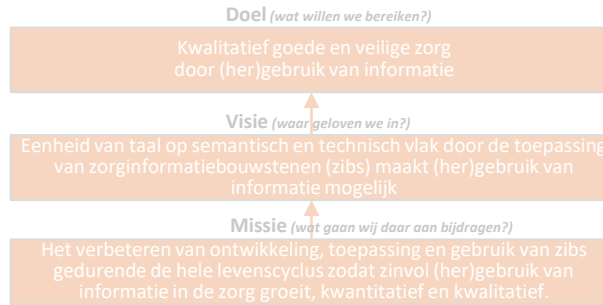 Doel (wat willen we bereiken?)
Kwalitatief goede en veilige zorg
door (her)gebruik van informatie
Visie (waar geloven we in?)
Eenheid van taal op semantisch en technisch vlak door de toepassing
van zorginformatiebouwstenen (zibs) maakt (her)gebruik van
informatie mogelijk
Missie (wat gaan wij daar aan bijdragen?)
Het verbeteren van ontwikkeling, toepassing en gebruik van zibs
gedurende de hele levenscyclus zodat zinvol (her)gebruik van
informatie in de zorg groeit, kwantitatief en kwalitatief.